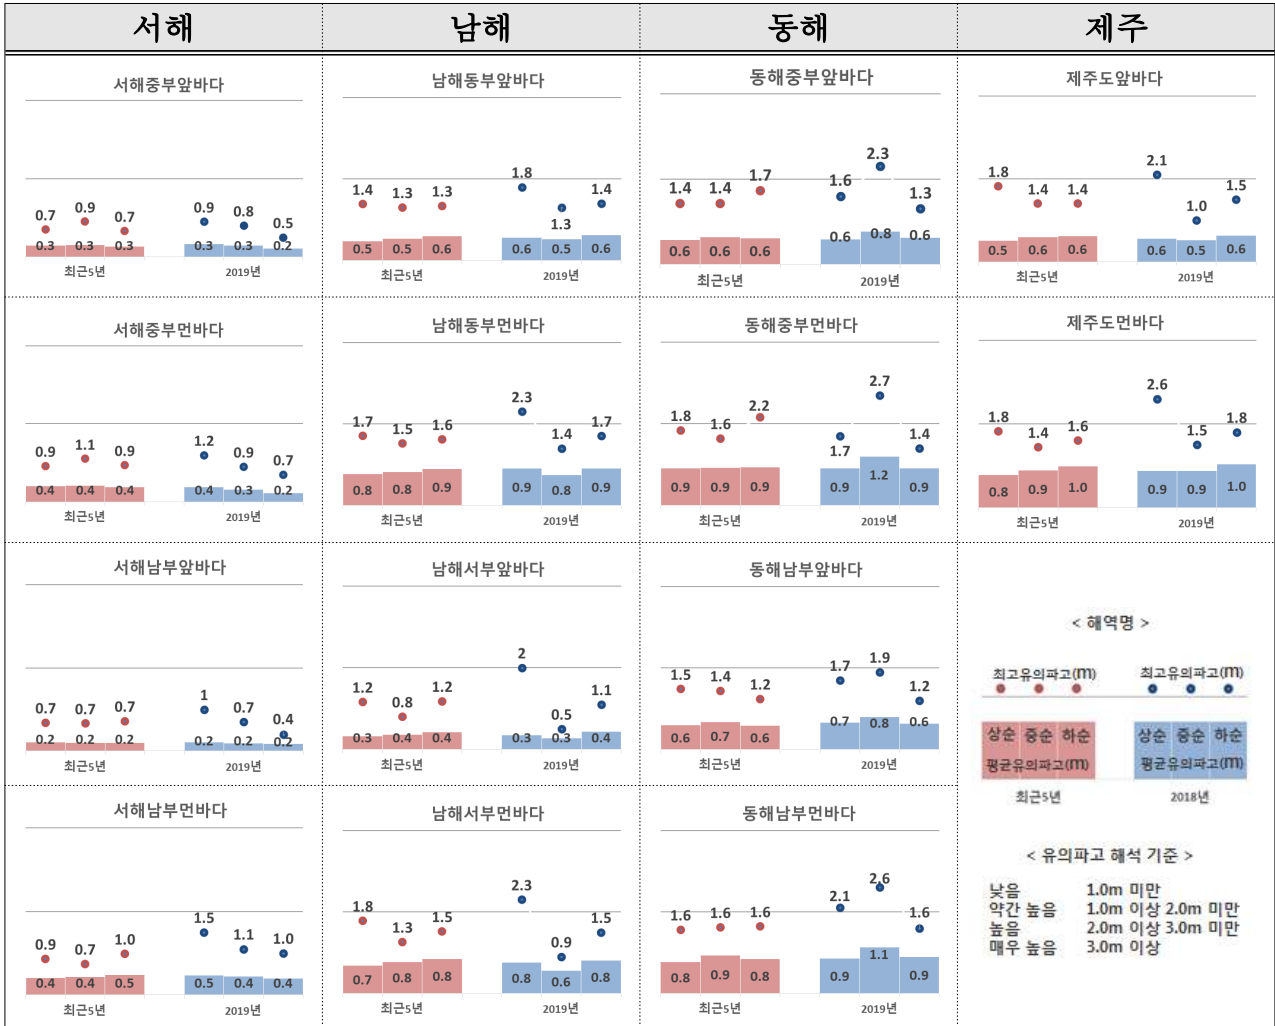 서해 남해 동해 제주
서해중부앞바다
0.7 0.9 0.7 0.9 0.8 0.5
0.3 0.3 0.3 0.3 0.3 0.2
최근5년 2019년
남해동부앞바다
1.4 1.3 1.3 1.8 1.3 1.4
0.5 0.5 0.6 0.6 0.5 0.6
최근5년 2019년
동해중부앞바다
1.4 1.4 1.7 1.6 2.3 1.3
0.6 0.6 0.6 0.6 0.8 0.6
최근5년 2019년
제주도앞바다
1.8 1.4 1.4 2.1 1.0 1.5
0.5 0.6 0.6 0.6 0.5 0.6
최근5년 2019년
서해중부먼바다
0.9 1.1 0.9 1.2 0.9 0.7
0.4 0.4 0.4 0.4 0.3 0.2
최근5년 2019년
남해동부먼바다
1.7 1.5 1.6 2.3 1.4 1.7
0.8 0.8 0.9 0.9 0.8 0.9
최근5년 2019년
동해중부먼바다
1.8 1.6 2.2 1.7 2.7 1.4
0.9 0.9 0.9 0.9 1.2 0.9
최근5년 2019년
제주도먼바다
1.8 1.4 1.6 2.6 1.5 1.8
0.8 0.9 1.0 0.9 0.9 1.0
최근5년 2019년
서해남부앞바다
0.7 0.7 0.7 1 0.7 0.4
0.2 0.2 0.2 0.2 0.2 0.2
최근5년 2019년
남해서부앞바다
1.2 0.8 1.2 2 0.5 1.1
0.3 0.4 0.4 0.3 0.3 0.4
최근5년 2019년
동해남부앞바다
1.5 1.4 1.2 1.7 1.9 1.2
0.6 0.7 0.6 0.7 0.8 0.6
최근5년 2019년
서해남부먼바다
0.9 0.7 1.0 1.5 1.1 1.0
0.4 0.4 0.5 0.5 0.4 0.4
최근5년 2019년
남해서부먼바다
1.8 1.3 1.5 2.3 0.9 1.5
0.7 0.8 0.8 0.8 0.6 0.8
최근5년 2019년
동해남부먼바다
1.6 1.6 1.6 2.1 2.6 1.6
0.8 0.9 0.8 0.9 1.1 0.9
최근5년 2019년
< 해역명 >
최고유의파고(m) 최고유의파고(m)
상순 중순 하순 상순 중순 하순
평균유의파고(m) 평균유의파고(m)
최근5년 2018년
< 유의파고 해석 기준 >
낮음 1.0m 미만
약간 높음 1.0m 이상 2.0m 미만
높음 2.0m 이상 3.0m 미만
매우 높음 3.0m 이상